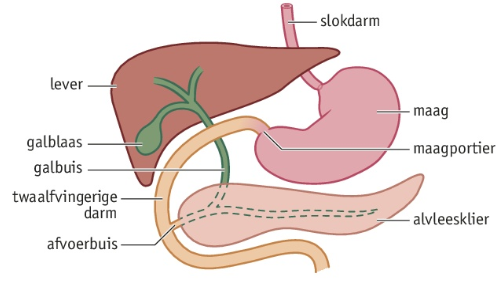 slokdarm
lever
maag
galblaas
maagportier
galbuis
twaalfvingerige
darm
alvleesklier
afvoerbuis